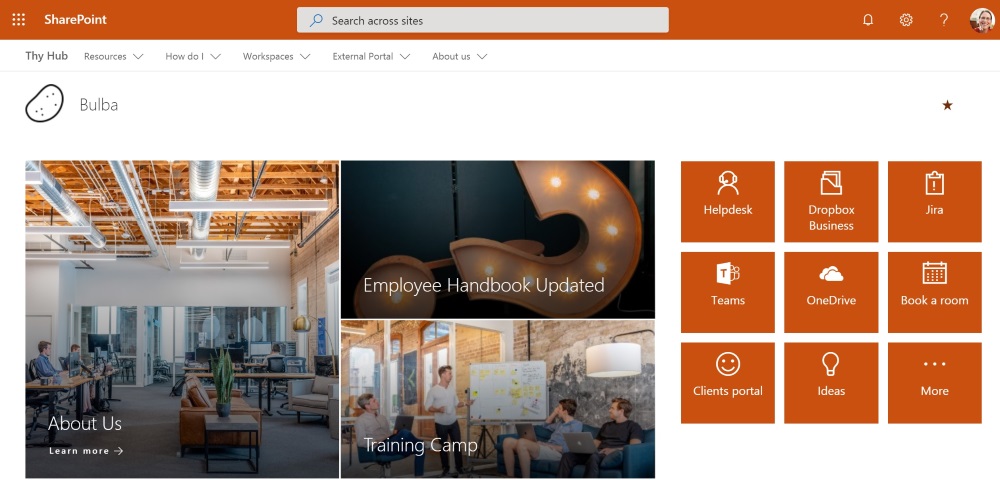 SharePoint
Search across sites
?
Thy Hub
Resources
How do I
Workspaces
External Portal
About us
Bulba
About Us
Learn more →
Employee Handbook Updated
Training Camp
Helpdesk
Dropbox
Business
Jira
Teams
OneDrive
Book a room
Clients portal
Ideas
More